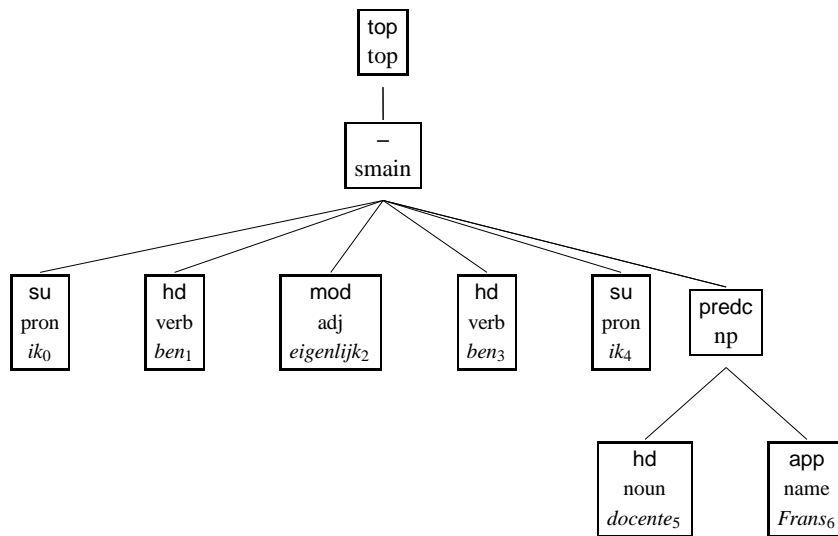 top
top
–
smain
su hd mod hd su predc
pron verb adj verb pron np
ik0 ben1 eigenlijk2 ben3 ik4
hd app
noun name
docente5 Frans6